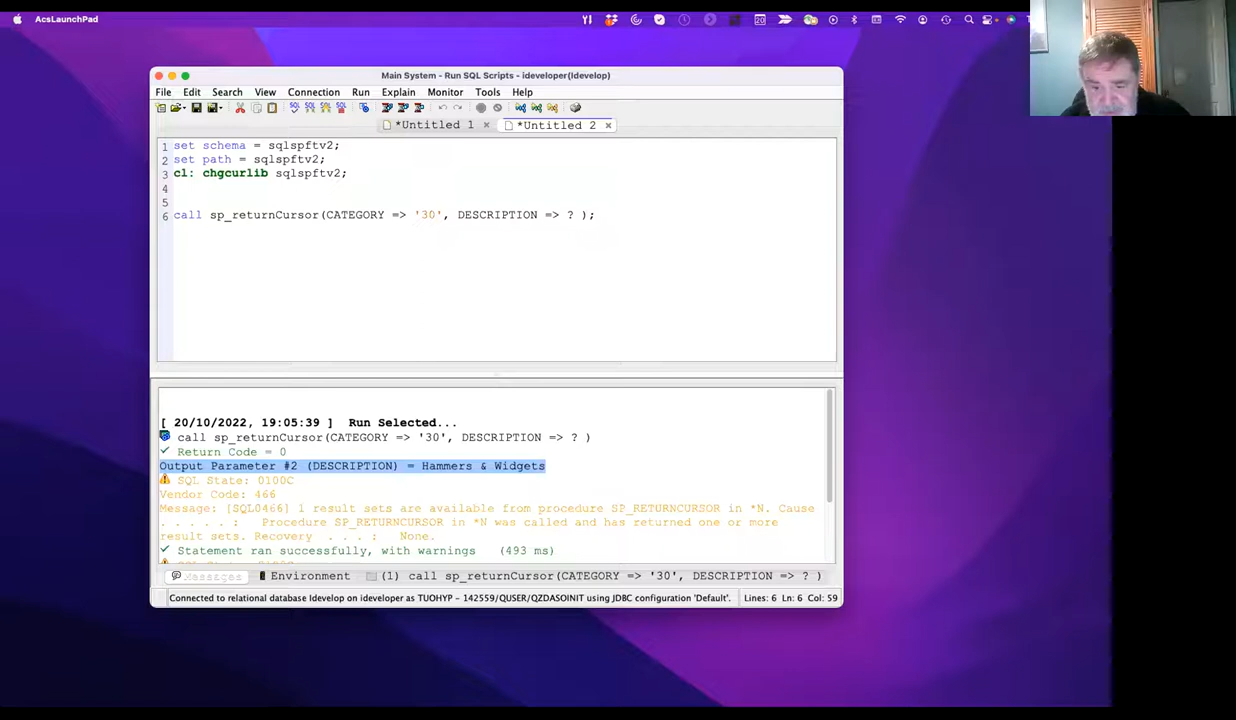 AcsLaunchPad
20
Main System - Run SQL Scripts - ideveloper(Idevelop)
File Edit Search View Connection Run Explain Monitor Tools Help
*Untitled 1 *Untitled 2
1 set schema = sqlspftv2;
2 set path = sqlspftv2;
3 cl: chgcurlib sqlspftv2;
4
5
6 call sp_returnCursor(CATEGORY => '30', DESCRIPTION => ? );
[ 20/10/2022, 19:05:39 ] Run Selected...
call sp_returnCursor(CATEGORY => '30', DESCRIPTION => ? )
Return Code = 0
Output Parameter #2 (DESCRIPTION) = Hammers & Widgets
SQL State: 0100C
Vendor Code: 466
Message: [SQL0466] 1 result sets are available from procedure SP_RETURNCURSOR in *N. Cause
. . . . . : Procedure SP_RETURNCURSOR in *N was called and has returned one or more
result sets. Recovery . . . : None.
Statement ran successfully, with warnings (493 ms)
Messages Environment (1) call sp_returnCursor(CATEGORY => '30', DESCRIPTION => ? )
Connected to relational database Idevelop on ideveloper as TUOHYP - 142559/QUSER/QZDASOINIT using JDBC configuration 'Default'. Lines: 6 Ln: 6 Col: 59